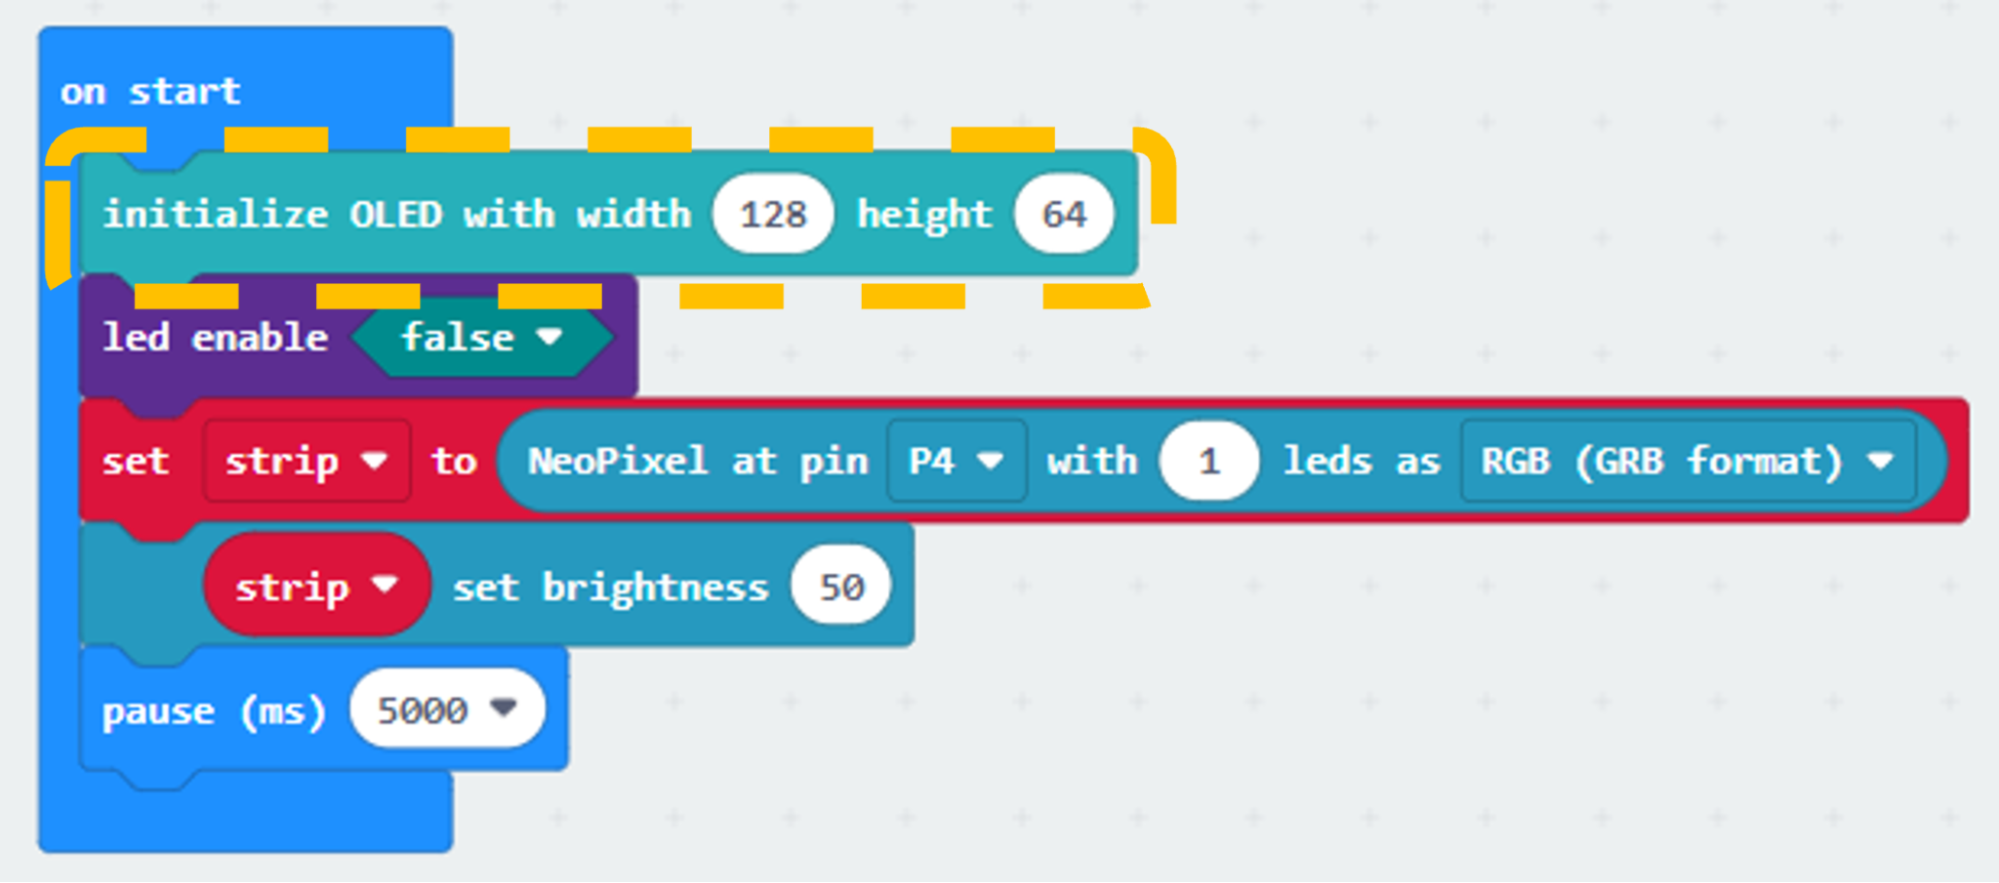 on start
initialize OLED with width 128 height 64
led enable false
set strip to NeoPixel at pin P4 with 1 leds as RGB (GRB format)
strip set brightness 50
pause (ms) 5000